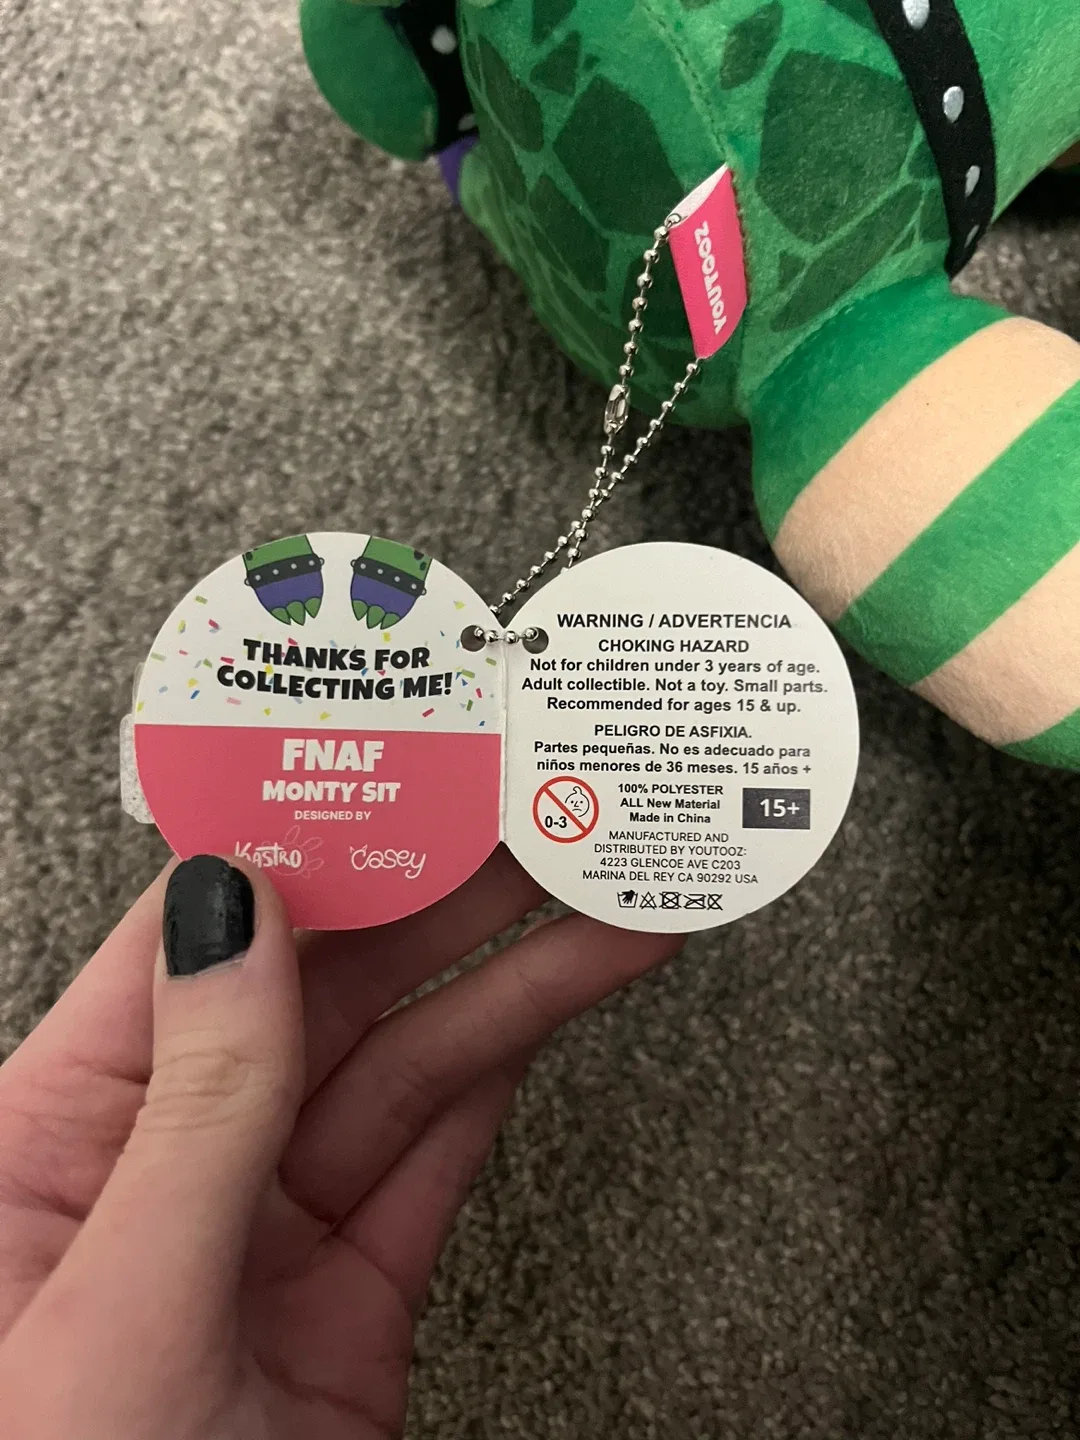 YOUTOOZ
THANKS FOR
COLLECTING ME!
FNAF
MONTY SIT
DESIGNED BY
KASTRO
Casey
WARNING / ADVERTENCIA
CHOKING HAZARD
Not for children under 3 years of age.
Adult collectible. Not a toy. Small parts.
Recommended for ages 15 & up.
PELIGRO DE ASFIXIA.
Partes pequeñas. No es adecuado para
niños menores de 36 meses. 15 años +
0-3
100% POLYESTER
ALL New Material
Made in China
15+
MANUFACTURED AND
DISTRIBUTED BY YOUTOOZ:
4223 GLENCOE AVE C203
MARINA DEL REY CA 90292 USA